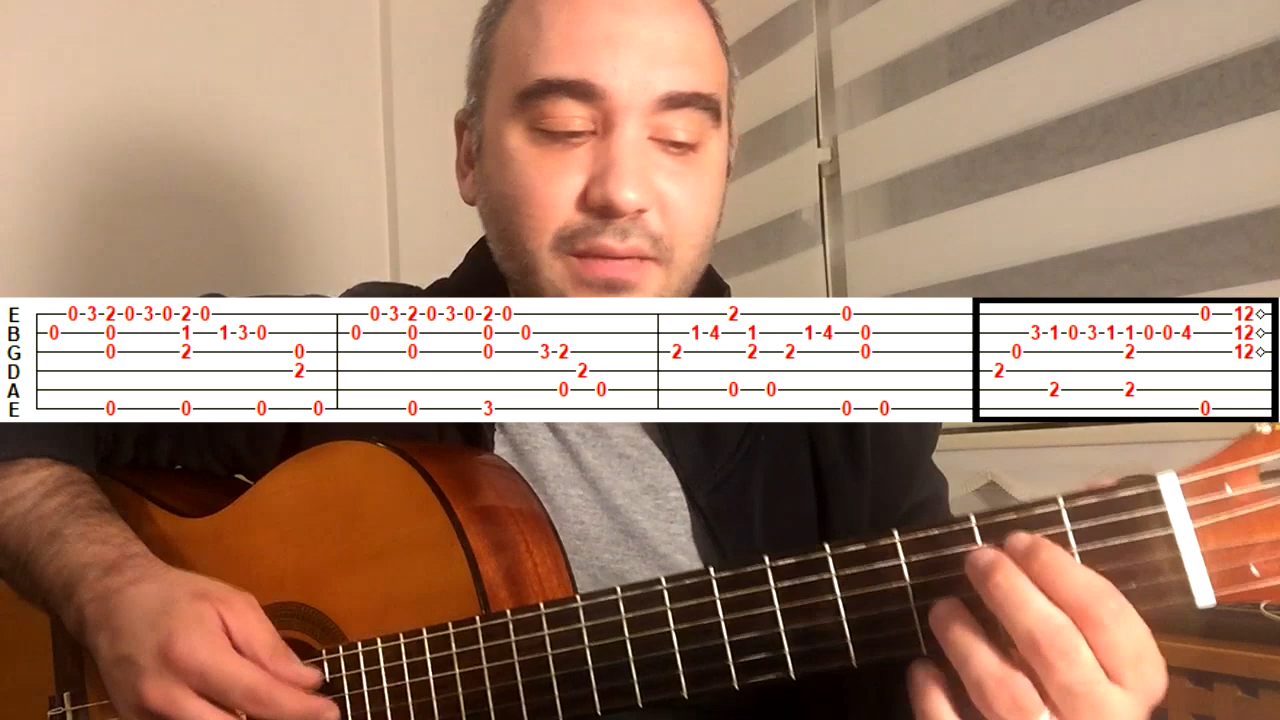 E 0-3-2-0-3-0-2-0 0-3-2-0-3-0-2-0 2 0 0 12◇
B 0 0 1 1-3-0 0 0 0 0 1-4 1 1-4 0 3-1-0-3-1-1-0-0-4 12◇
G 0 2 0 0 0 3-2 2 2 2 0 0 2 12◇
D 2 2 2
A 0 0 0 0 2 2
E 0 0 0 0 0 3 0 0 0